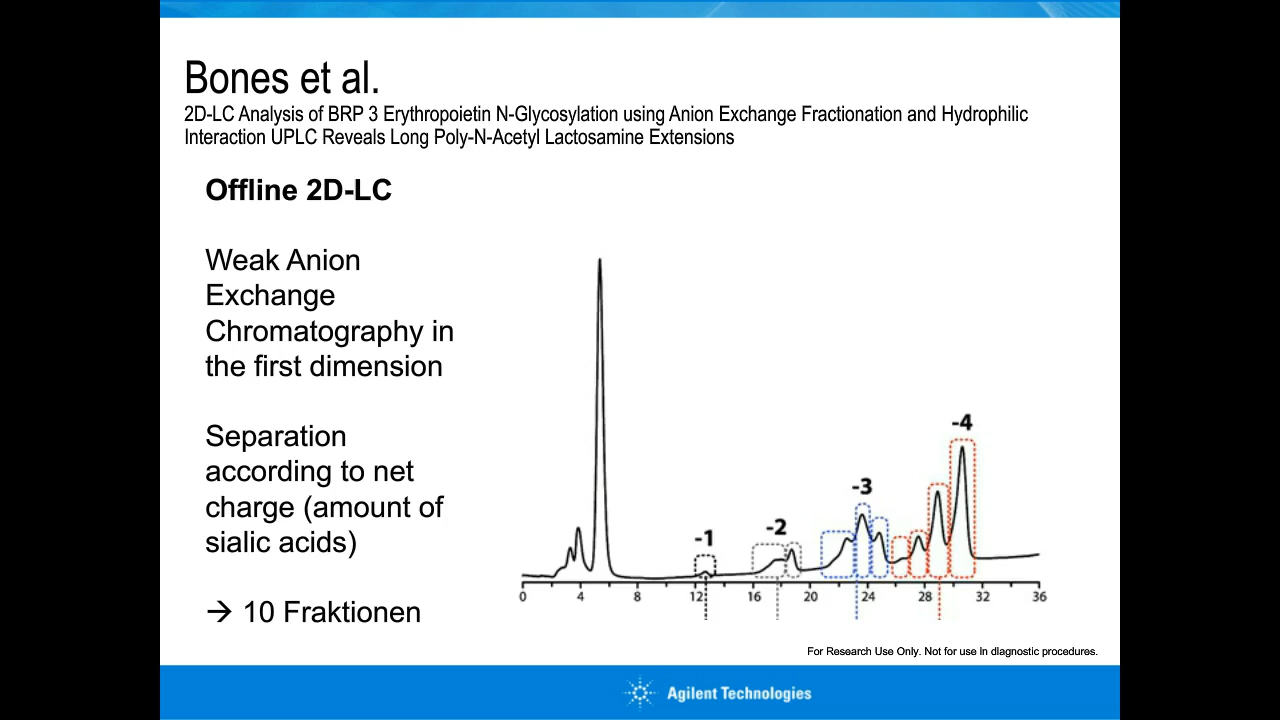 Bones et al.
2D-LC Analysis of BRP 3 Erythropoietin N-Glycosylation using Anion Exchange Fractionation and Hydrophilic
Interaction UPLC Reveals Long Poly-N-Acetyl Lactosamine Extensions
Offline 2D-LC
Weak Anion
Exchange
Chromatography in
the first dimension
Separation
according to net
charge (amount of
sialic acids)
→ 10 Fraktionen
-1
-2
-3
-4
0 4 8 12 16 20 24 28 32 36
For Research Use Only. Not for use in diagnostic procedures.
Agilent Technologies